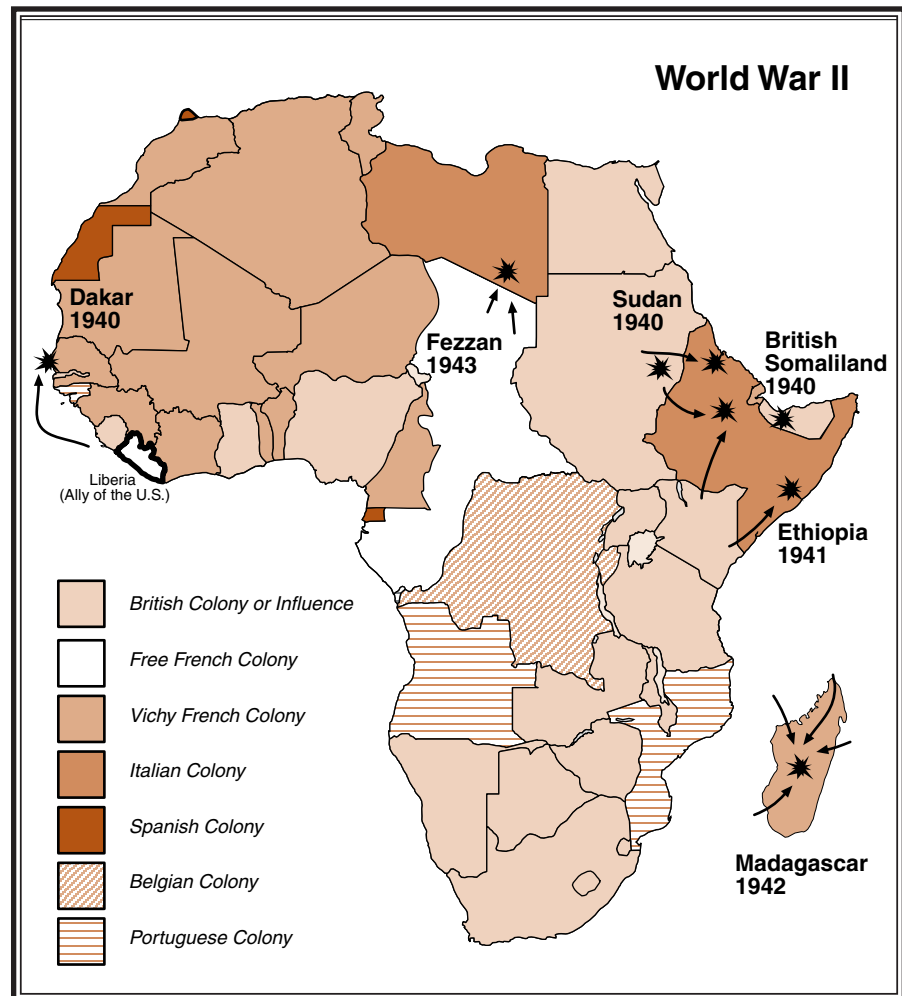 World War II
Dakar
1940
Fezzan
1943
Sudan
1940
British
Somaliland
1940
Liberia
(Ally of the U.S.)
Ethiopia
1941
Madagascar
1942
British Colony or Influence
Free French Colony
Vichy French Colony
Italian Colony
Spanish Colony
Belgian Colony
Portuguese Colony